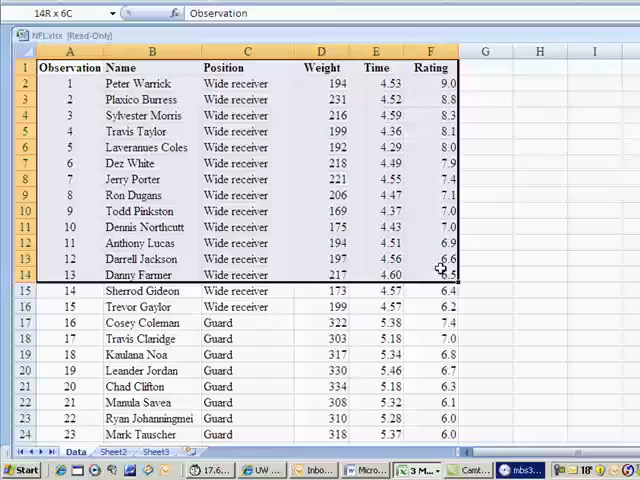 14R x 6C fx Observation
NFL.xlsx [Read-Only]
A B C D E F G H I
1 Observation Name Position Weight Time Rating
2 1 Peter Warrick Wide receiver 194 4.53 9.0
3 2 Plaxico Burress Wide receiver 231 4.52 8.8
4 3 Sylvester Morris Wide receiver 216 4.59 8.3
5 4 Travis Taylor Wide receiver 199 4.36 8.1
6 5 Laveranues Coles Wide receiver 192 4.29 8.0
7 6 Dez White Wide receiver 218 4.49 7.9
8 7 Jerry Porter Wide receiver 221 4.55 7.4
9 8 Ron Dugans Wide receiver 206 4.47 7.1
10 9 Todd Pinkston Wide receiver 169 4.37 7.0
11 10 Dennis Northcutt Wide receiver 175 4.43 7.0
12 11 Anthony Lucas Wide receiver 194 4.51 6.9
13 12 Darrell Jackson Wide receiver 197 4.56 6.6
14 13 Danny Farmer Wide receiver 217 4.60 6.5
15 14 Sherrod Gideon Wide receiver 173 4.57 6.4
16 15 Trevor Gaylor Wide receiver 199 4.57 6.2
17 16 Cosey Coleman Guard 322 5.38 7.4
18 17 Travis Claridge Guard 303 5.18 7.0
19 18 Kaulana Noa Guard 317 5.34 6.8
20 19 Leander Jordan Guard 330 5.46 6.7
21 20 Chad Clifton Guard 334 5.18 6.3
22 21 Manula Savea Guard 308 5.32 6.1
23 22 Ryan Johanningmei Guard 310 5.28 6.0
24 23 Mark Tauscher Guard 318 5.37 6.0
Data Sheet2 Sheet3
Start 17.6... UW ... Inbo... Micro... 3 M... Camt... mbs3... 18°